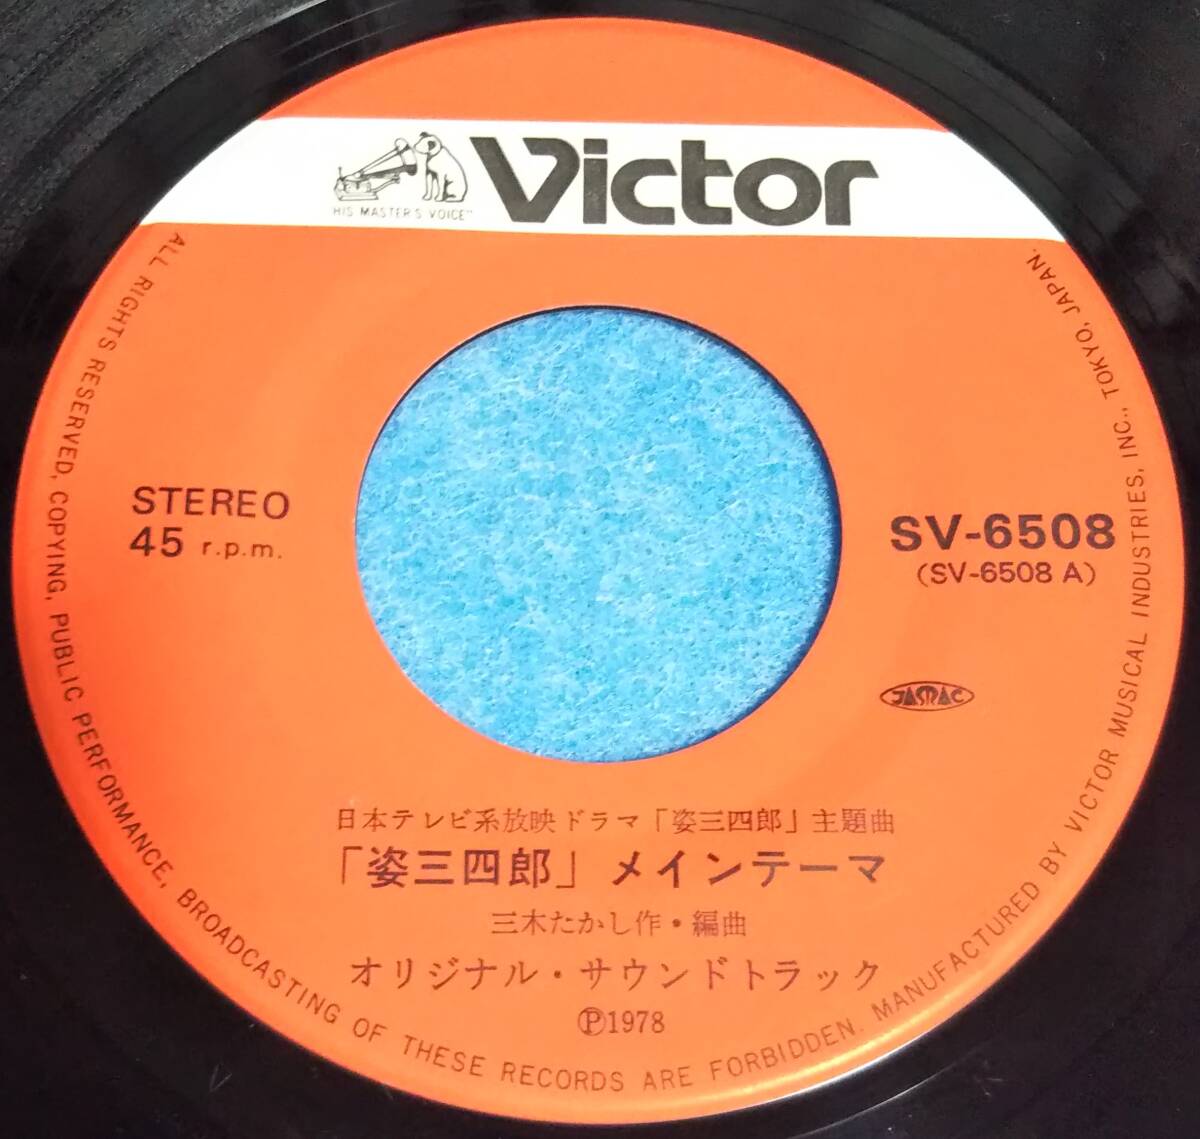 HIS MASTER'S VOICE
Victor
STEREO
45 r.p.m.
SV-6508
(SV-6508 A)
JASRAC
日本テレビ系放映ドラマ「姿三四郎」主題曲
「姿三四郎」メインテーマ
三木たかし作・編曲
オリジナル・サウンドトラック
Ⓟ1978
ALL RIGHTS RESERVED, COPYING, PUBLIC PERFORMANCE, BROADCASTING OF THESE RECORDS ARE FORBIDDEN. MANUFACTURED BY VICTOR MUSICAL INDUSTRIES, INC., TOKYO, JAPAN.